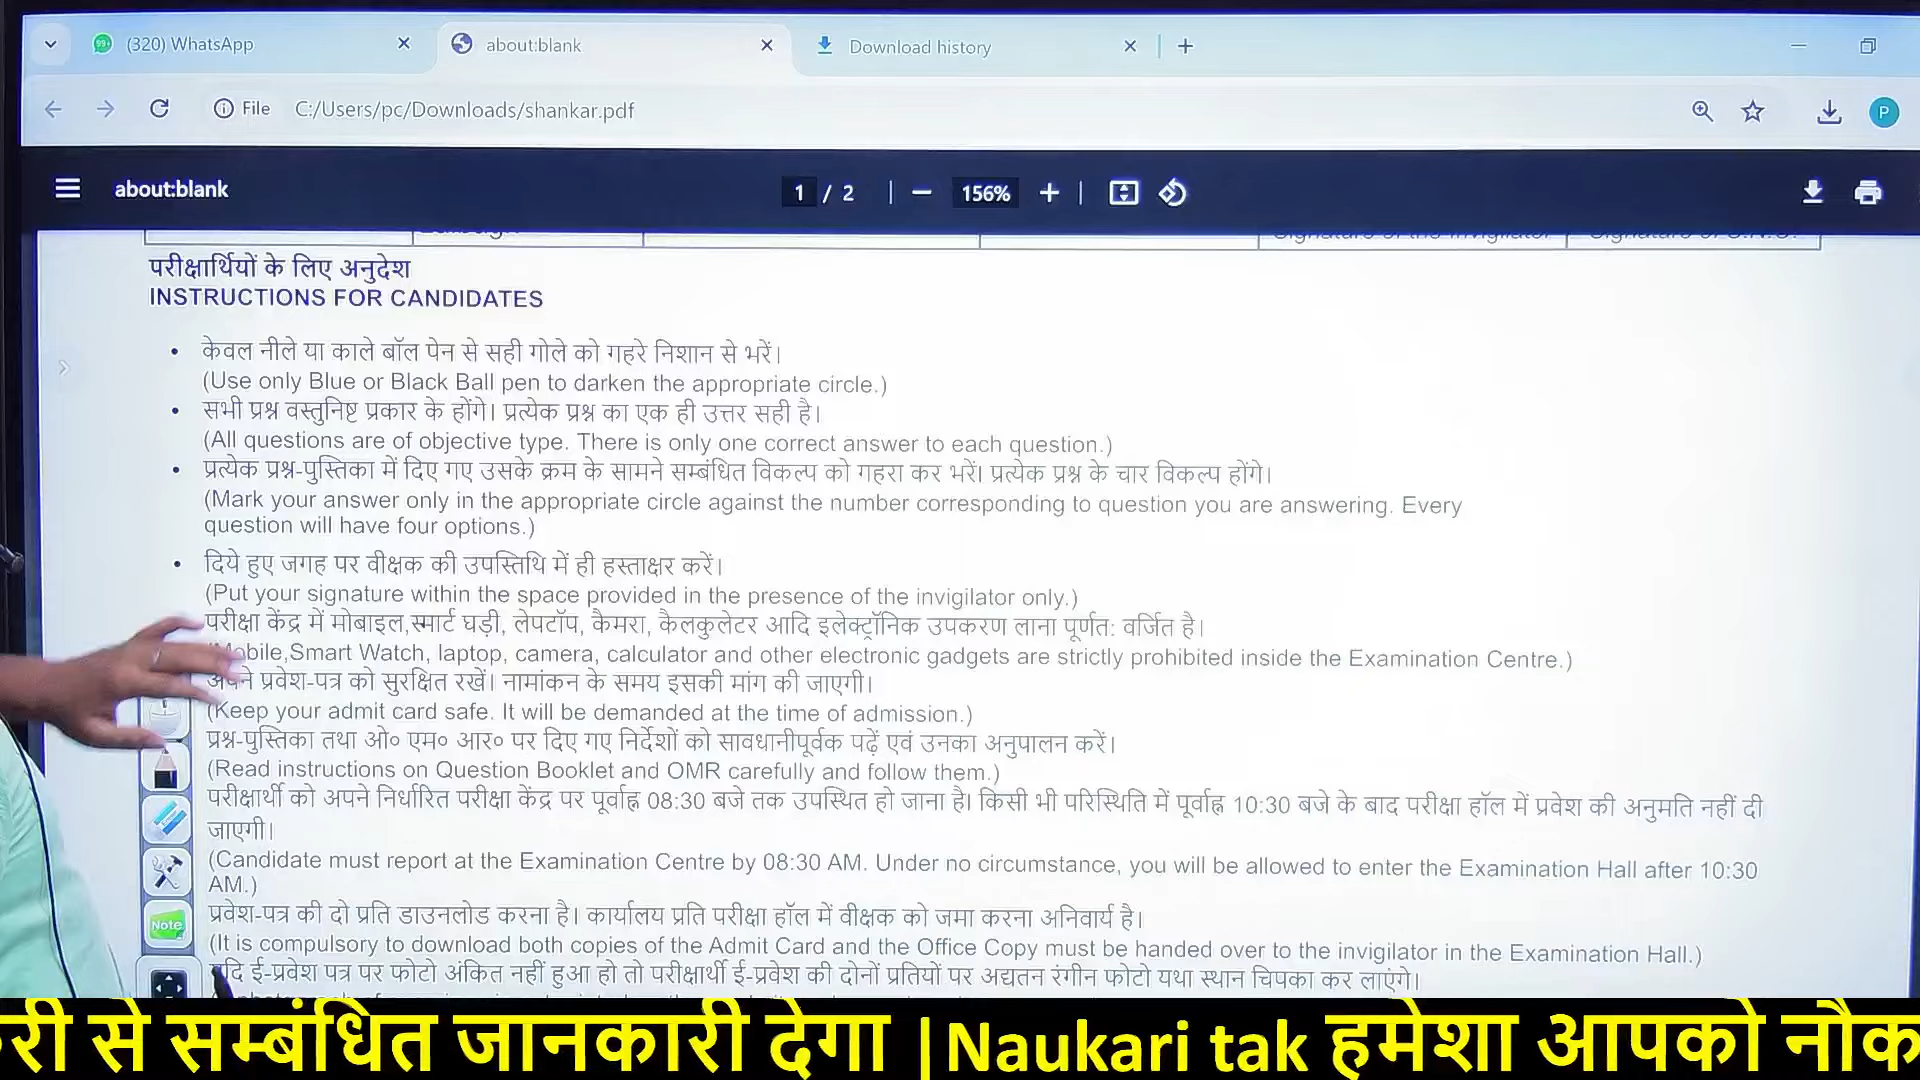 (320) WhatsApp
about:blank
Download history
File C:/Users/pc/Downloads/shankar.pdf
P
about:blank
1 / 2
156%
परीक्षार्थियों के लिए अनुदेश
INSTRUCTIONS FOR CANDIDATES
• केवल नीले या काले बॉल पेन से सही गोले को गहरे निशान से भरें।
(Use only Blue or Black Ball pen to darken the appropriate circle.)
• सभी प्रश्न वस्तुनिष्ट प्रकार के होंगे। प्रत्येक प्रश्न का एक ही उत्तर सही है।
(All questions are of objective type. There is only one correct answer to each question.)
• प्रत्येक प्रश्न-पुस्तिका में दिए गए उसके क्रम के सामने सम्बंधित विकल्प को गहरा कर भरें। प्रत्येक प्रश्न के चार विकल्प होंगे।
(Mark your answer only in the appropriate circle against the number corresponding to question you are answering. Every
question will have four options.)
• दिये हुए जगह पर वीक्षक की उपस्तिथि में ही हस्ताक्षर करें।
(Put your signature within the space provided in the presence of the invigilator only.)
परीक्षा केंद्र में मोबाइल,स्मार्ट घड़ी, लेपटॉप, कैमरा, कैलकुलेटर आदि इलेक्ट्रॉनिक उपकरण लाना पूर्णत: वर्जित है।
(Mobile,Smart Watch, laptop, camera, calculator and other electronic gadgets are strictly prohibited inside the Examination Centre.)
अपने प्रवेश-पत्र को सुरक्षित रखें। नामांकन के समय इसकी मांग की जाएगी।
(Keep your admit card safe. It will be demanded at the time of admission.)
प्रश्न-पुस्तिका तथा ओ० एम० आर० पर दिए गए निर्देशों को सावधानीपूर्वक पढ़ें एवं उनका अनुपालन करें।
(Read instructions on Question Booklet and OMR carefully and follow them.)
परीक्षार्थी को अपने निर्धारित परीक्षा केंद्र पर पूर्वाह्न 08:30 बजे तक उपस्थित हो जाना है। किसी भी परिस्थिति में पूर्वाह्न 10:30 बजे के बाद परीक्षा हॉल में प्रवेश की अनुमति नहीं दी
जाएगी।
(Candidate must report at the Examination Centre by 08:30 AM. Under no circumstance, you will be allowed to enter the Examination Hall after 10:30
AM.)
प्रवेश-पत्र की दो प्रति डाउनलोड करना है। कार्यालय प्रति परीक्षा हॉल में वीक्षक को जमा करना अनिवार्य है।
Note
(It is compulsory to download both copies of the Admit Card and the Office Copy must be handed over to the invigilator in the Examination Hall.)
यदि ई-प्रवेश पत्र पर फोटो अंकित नहीं हुआ हो तो परीक्षार्थी ई-प्रवेश की दोनों प्रतियों पर अद्यतन रंगीन फोटो यथा स्थान चिपका कर लाएंगे।
री से सम्बंधित जानकारी देगा |Naukari tak हमेशा आपको नौक